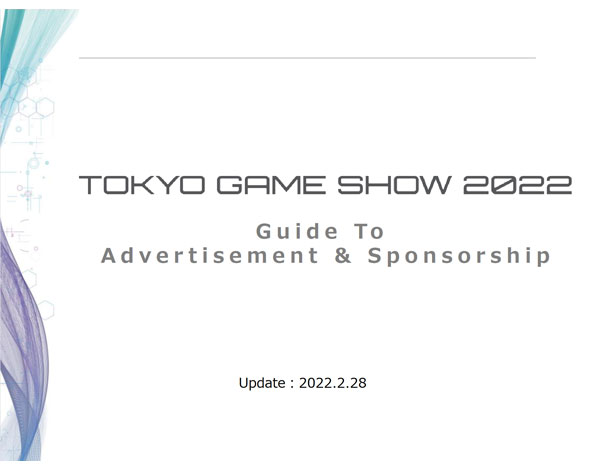 TOKYO GAME SHOW 2022
Guide To
Advertisement & Sponsorship
Update : 2022.2.28